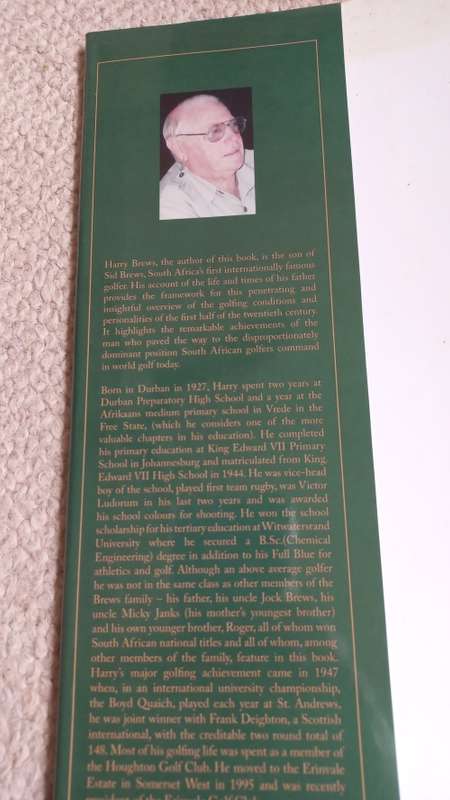 Harry Brews, the author of this book, is the son of
Sid Brews, South Africa's first internationally famous
golfer. His account of the life and times of his father
provides the framework for this penetrating and
insightful overview of the golfing conditions and
personalities of the first half of the twentieth century.
It highlights the remarkable achievements of the
man who paved the way to the disproportionately
dominant position South African golfers command
in world golf today.
Born in Durban in 1927, Harry spent two years at
Durban Preparatory High School and a year at the
Afrikaans medium primary school in Vrede in the
Free State, (which he considers one of the more
valuable chapters in his education). He completed
his primary education at King Edward VII Primary
School in Johannesburg and matriculated from King
Edward VII High School in 1944. He was vice-head
boy of the school, played first team rugby, was Victor
Ludorum in his last two years and was awarded
his school colours for shooting. He won the school
scholarship for his tertiary education at Witwatersrand
University where he secured a B.Sc.(Chemical
Engineering) degree in addition to his Full Blue for
athletics and golf. Although an above average golfer
he was not in the same class as other members of the
Brews family – his father, his uncle Jock Brews, his
uncle Micky Janks (his mother's youngest brother)
and his own younger brother, Roger, all of whom won
South African national titles and all of whom, among
other members of the family, feature in this book.
Harry's major golfing achievement came in 1947
when, in an international university championship,
the Boyd Quaich, played each year at St. Andrews,
he was joint winner with Frank Deighton, a Scottish
international, with the creditable two round total of
148. Most of his golfing life was spent as a member of
the Houghton Golf Club. He moved to the Erinvale
Estate in Somerset West in 1995 and was recently
president of the Erinvale Golf Club